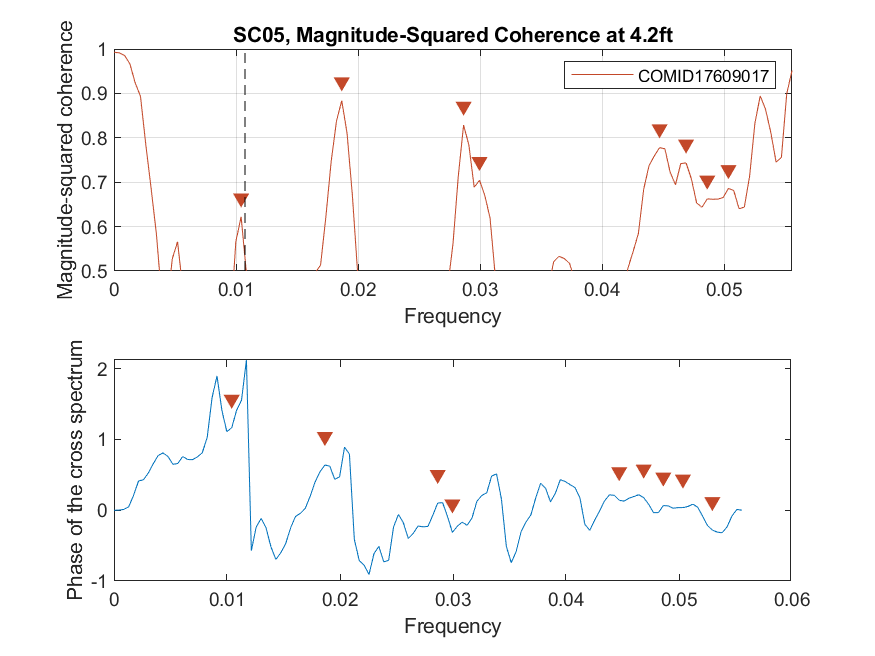 SC05, Magnitude-Squared Coherence at 4.2ft
Magnitude-squared coherence
1
0.9
0.8
0.7
0.6
0.5
COMID17609017
0 0.01 0.02 0.03 0.04 0.05
Frequency
Phase of the cross spectrum
2
1
0
-1
0 0.01 0.02 0.03 0.04 0.05 0.06
Frequency